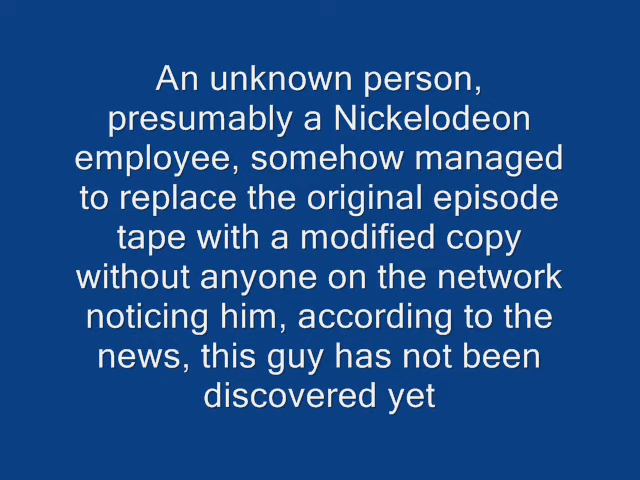 An unknown person,
presumably a Nickelodeon
employee, somehow managed
to replace the original episode
tape with a modified copy
without anyone on the network
noticing him, according to the
news, this guy has not been
discovered yet